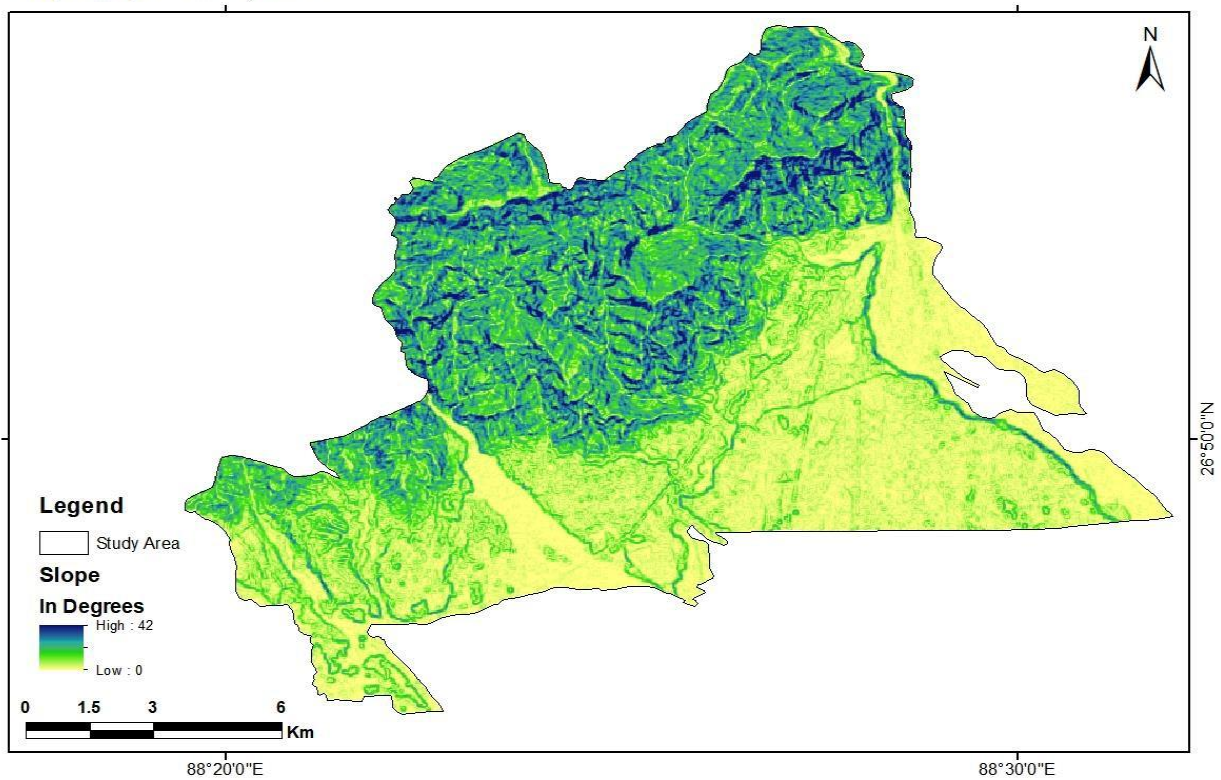 N
26°50'0"N
Legend
Study Area
Slope
In Degrees
High : 42
Low : 0
0 1.5 3 6
Km
88°20'0"E 88°30'0"E